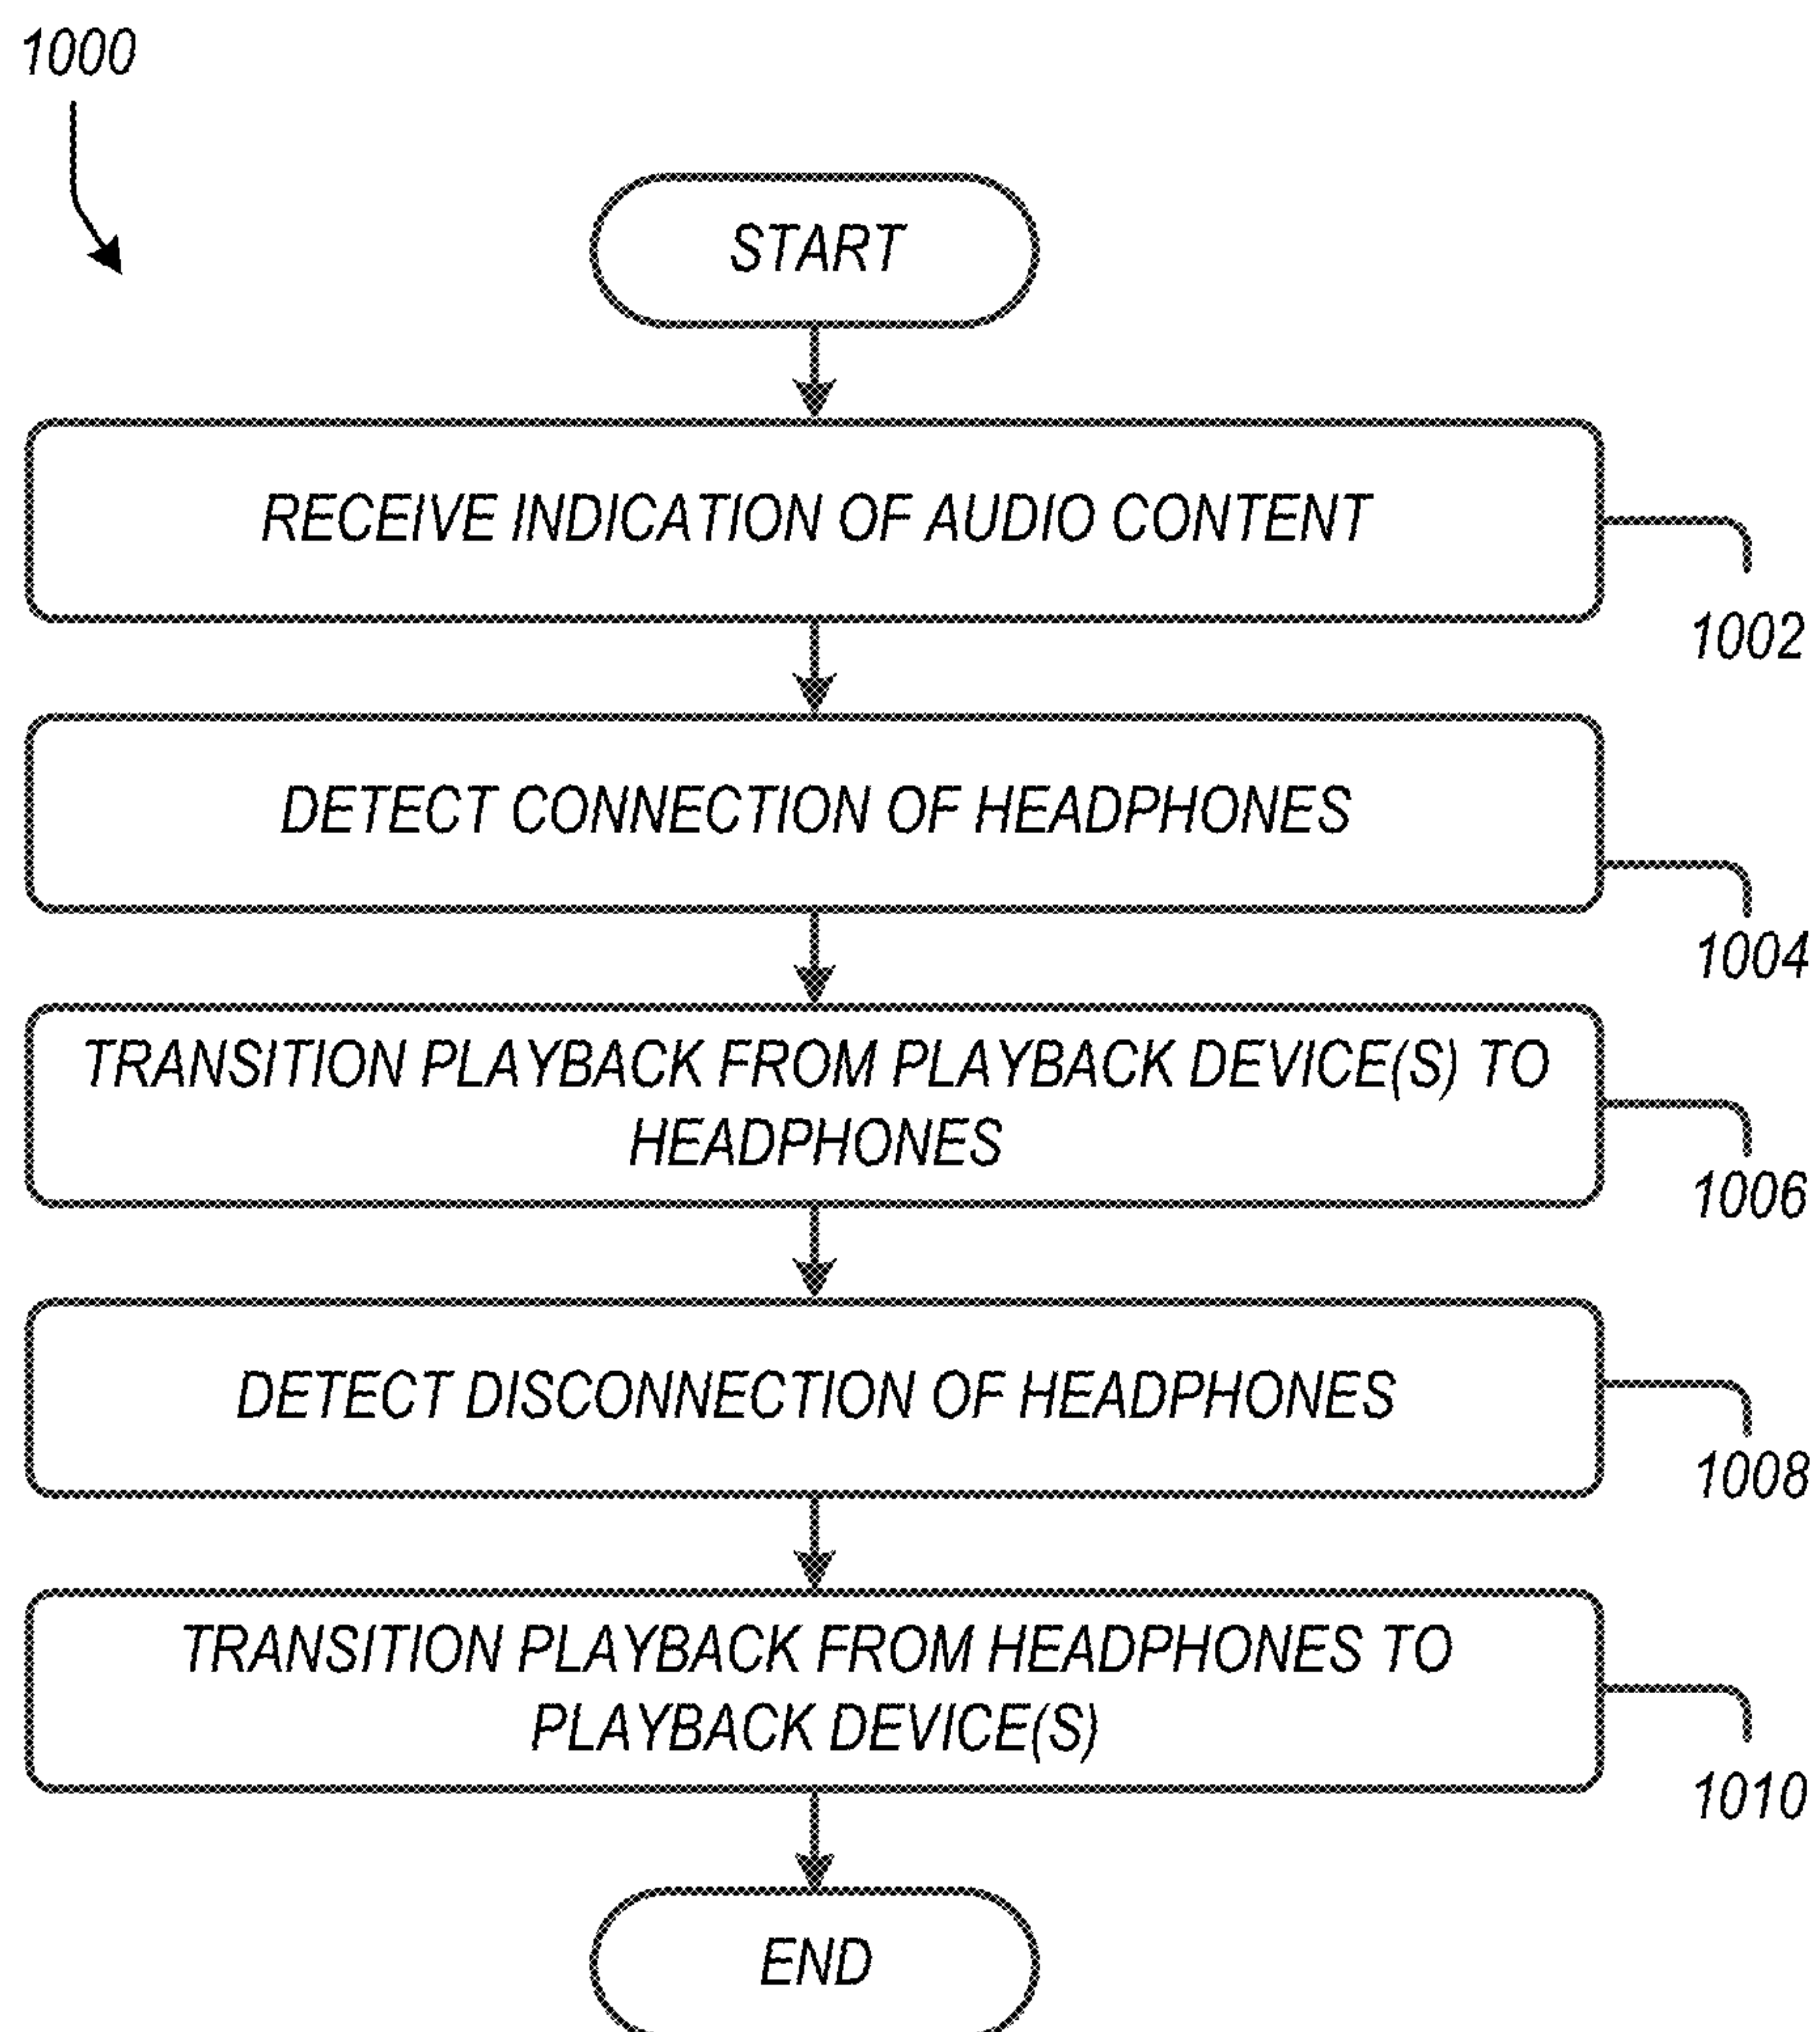 1000
START
RECEIVE INDICATION OF AUDIO CONTENT
1002
DETECT CONNECTION OF HEADPHONES
1004
TRANSITION PLAYBACK FROM PLAYBACK DEVICE(S) TO
HEADPHONES
1006
DETECT DISCONNECTION OF HEADPHONES
1008
TRANSITION PLAYBACK FROM HEADPHONES TO
PLAYBACK DEVICE(S)
1010
END